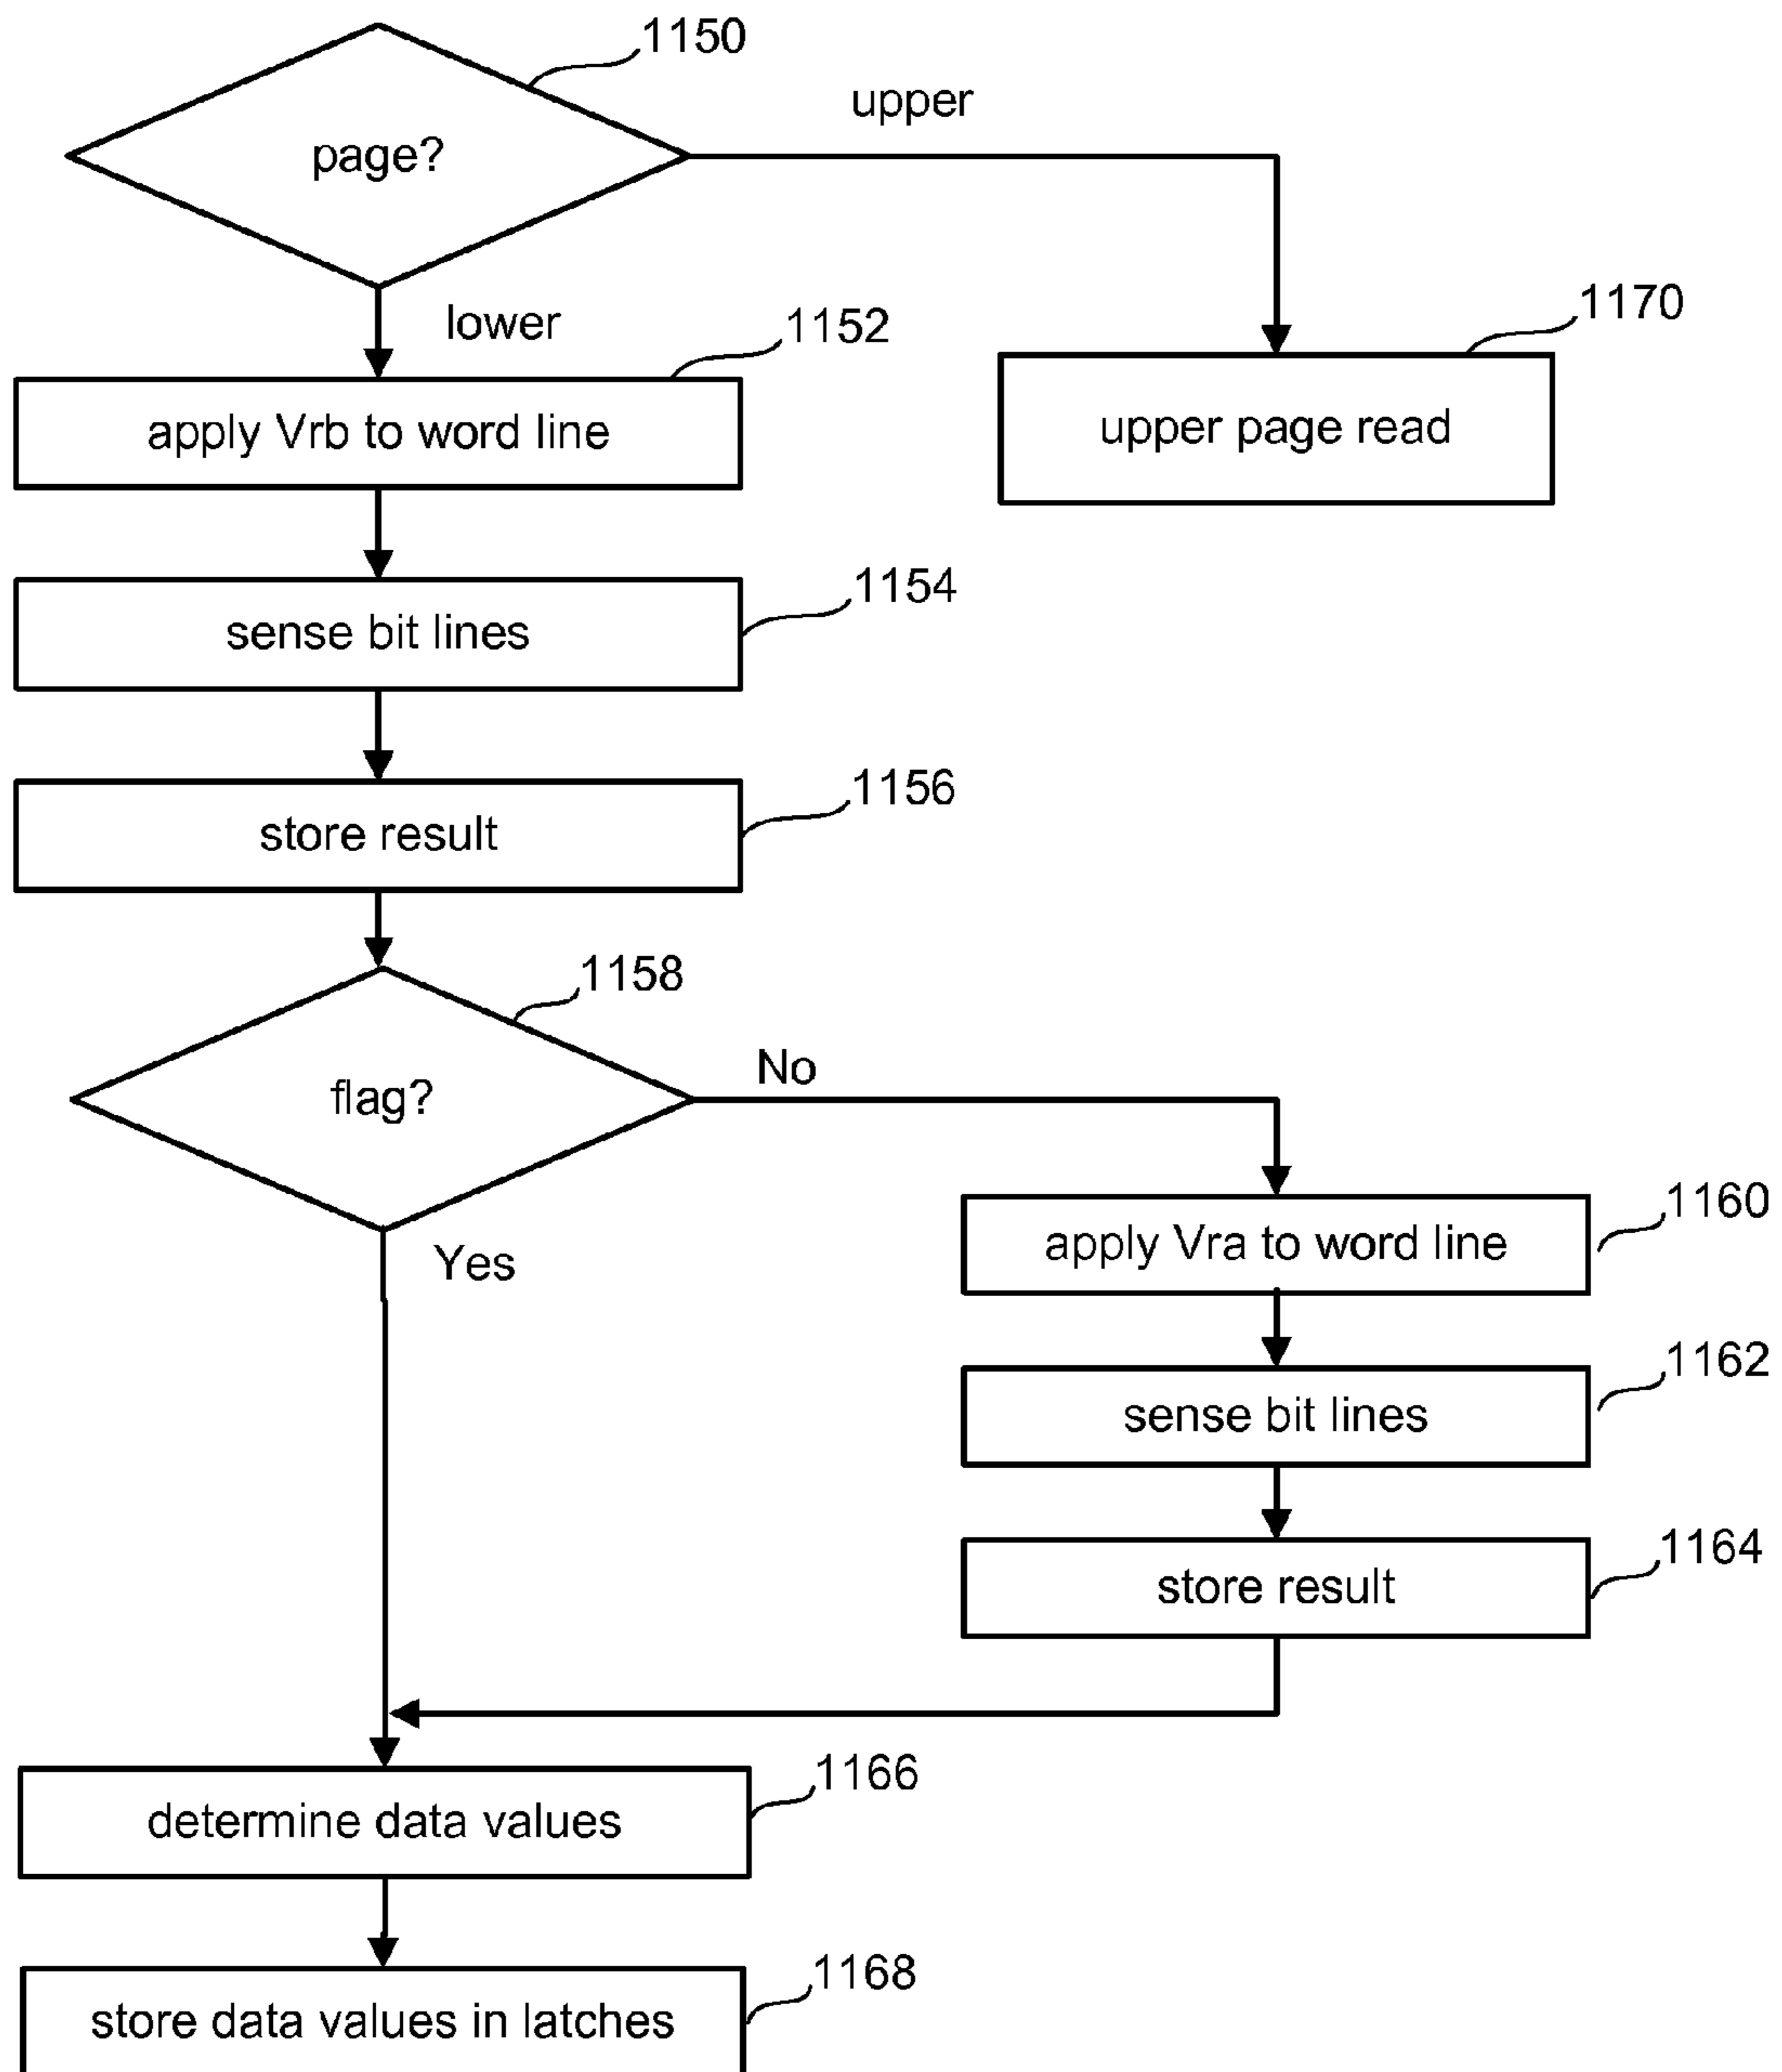 1150
page?
upper
lower
1152
1170
apply Vrb to word line
upper page read
1154
sense bit lines
1156
store result
1158
flag?
No
Yes
1160
apply Vra to word line
1162
sense bit lines
1164
store result
1166
determine data values
1168
store data values in latches